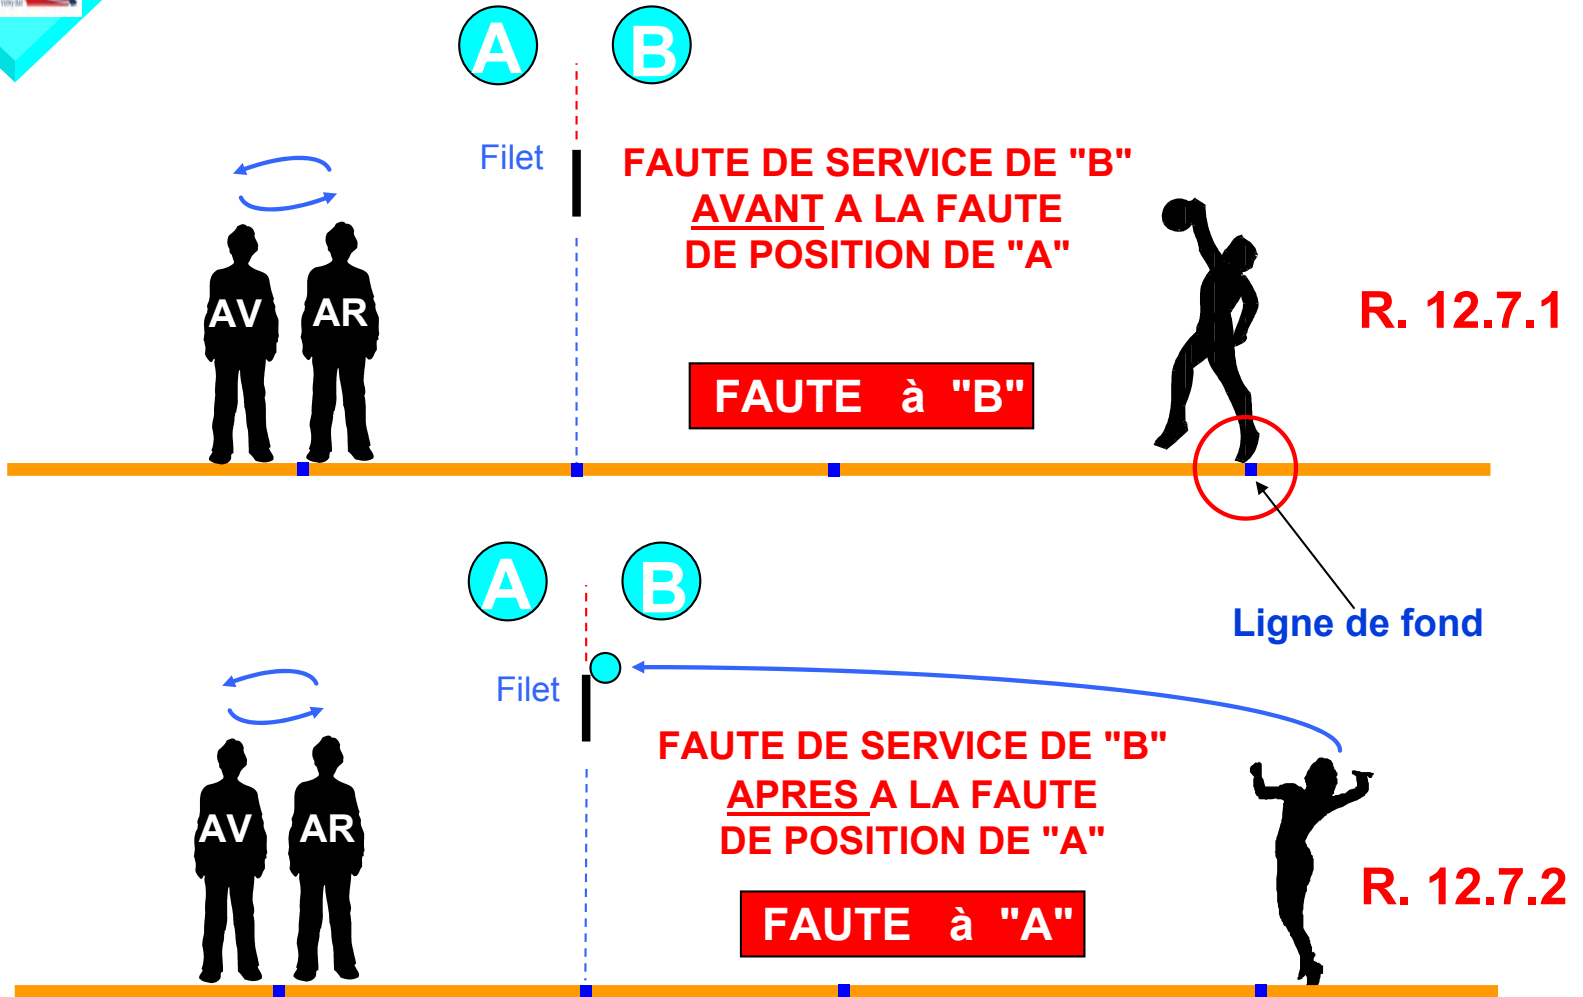 A B
Filet
FAUTE DE SERVICE DE "B"
AVANT A LA FAUTE
DE POSITION DE "A"
AV AR
R. 12.7.1
FAUTE à "B"
A B
Ligne de fond
Filet
FAUTE DE SERVICE DE "B"
APRES A LA FAUTE
DE POSITION DE "A"
AV AR
R. 12.7.2
FAUTE à "A"